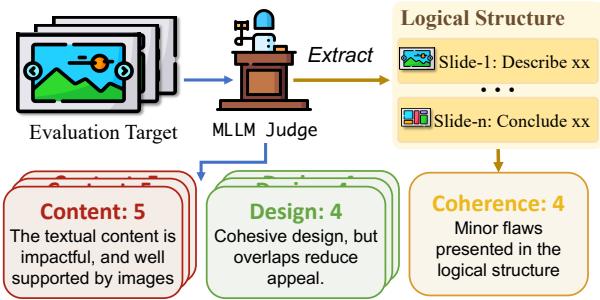 Logical Structure
Extract
Slide-1: Describe xx
• • •
Slide-n: Conclude xx
Evaluation Target
MLLM Judge
Content: 5
The textual content is
impactful, and well
supported by images
Design: 4
Cohesive design, but
overlaps reduce
appeal.
Coherence: 4
Minor flaws
presented in the
logical structure